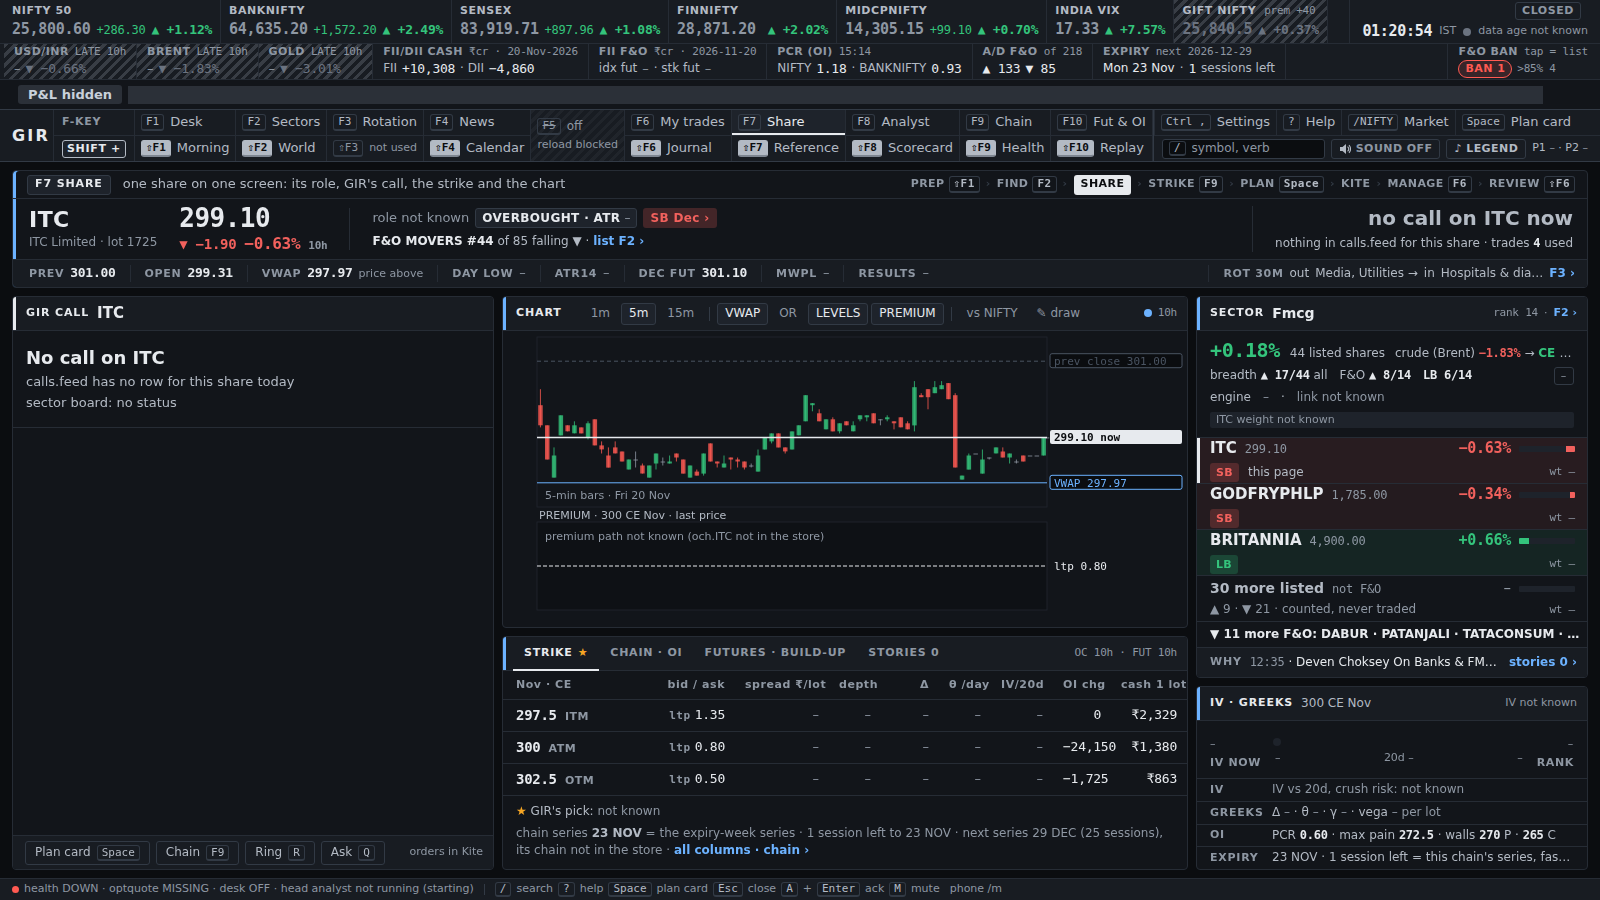 NIFTY 50
25,800.60 +286.30 ▲ +1.12%
BANKNIFTY
64,635.20 +1,572.20 ▲ +2.49%
SENSEX
83,919.71 +897.96 ▲ +1.08%
FINNIFTY
28,871.20 ▲ +2.02%
MIDCPNIFTY
14,305.15 +99.10 ▲ +0.70%
INDIA VIX
17.33 ▲ +7.57%
GIFT NIFTY prem +40
25,840.5 ▲ +0.37%
CLOSED
01:20:54 IST ● data age not known
USD/INR LATE 10h
– ▼ −0.66%
BRENT LATE 10h
– ▼ −1.83%
GOLD LATE 10h
– ▼ −3.01%
FII/DII CASH ₹cr · 20-Nov-2026
FII +10,308 · DII −4,860
FII F&O ₹cr · 2026-11-20
idx fut – · stk fut –
PCR (OI) 15:14
NIFTY 1.18 · BANKNIFTY 0.93
A/D F&O of 218
▲ 133 ▼ 85
EXPIRY next 2026-12-29
Mon 23 Nov · 1 sessions left
F&O BAN tap = list
BAN 1 >85% 4
P&L hidden
GIR
F-KEY
F1 Desk
F2 Sectors
F3 Rotation
F4 News
F5 off
reload blocked
F6 My trades
F7 Share
F8 Analyst
F9 Chain
F10 Fut & OI
Ctrl , Settings
? Help
/NIFTY Market
Space Plan card
SHIFT +
⇧F1 Morning
⇧F2 World
⇧F3 not used
⇧F4 Calendar
⇧F6 Journal
⇧F7 Reference
⇧F8 Scorecard
⇧F9 Health
⇧F10 Replay
/ symbol, verb
SOUND OFF
♪ LEGEND
P1 – · P2 –
F7 SHARE one share on one screen: its role, GIR's call, the strike and the chart
PREP ⇧F1 › FIND F2 › SHARE › STRIKE F9 › PLAN Space › KITE › MANAGE F6 › REVIEW ⇧F6
ITC
ITC Limited · lot 1725
299.10
▼ −1.90 −0.63% 10h
role not known OVERBOUGHT · ATR – SB Dec ›
F&O MOVERS #44 of 85 falling ▼ · list F2 ›
no call on ITC now
nothing in calls.feed for this share · trades 4 used
PREV 301.00
OPEN 299.31
VWAP 297.97 price above
DAY LOW –
ATR14 –
DEC FUT 301.10
MWPL –
RESULTS –
ROT 30M out Media, Utilities → in Hospitals & dia… F3 ›
GIR CALL ITC
No call on ITC
calls.feed has no row for this share today
sector board: no status
Plan card Space
Chain F9
Ring R
Ask Q
orders in Kite
CHART 1m 5m 15m VWAP OR LEVELS PREMIUM vs NIFTY ✎ draw ● 10h
prev close 301.00
299.10 now
VWAP 297.97
5-min bars · Fri 20 Nov
PREMIUM · 300 CE Nov · last price
premium path not known (och.ITC not in the store)
ltp 0.80
STRIKE ★ CHAIN · OI FUTURES · BUILD-UP STORIES 0 OC 10h · FUT 10h
Nov · CE bid / ask spread ₹/lot depth Δ θ /day IV/20d OI chg cash 1 lot
297.5 ITM ltp 1.35 – – – – – 0 ₹2,329
300 ATM ltp 0.80 – – – – – −24,150 ₹1,380
302.5 OTM ltp 0.50 – – – – – −1,725 ₹863
★ GIR's pick: not known
chain series 23 NOV = the expiry-week series · 1 session left to 23 NOV · next series 29 DEC (25 sessions),
its chain not in the store · all columns · chain ›
SECTOR Fmcg rank 14 · F2 ›
+0.18% 44 listed shares crude (Brent) −1.83% → CE …
breadth ▲ 17/44 all F&O ▲ 8/14 LB 6/14 –
engine – · link not known
ITC weight not known
ITC 299.10 −0.63%
SB this page wt –
GODFRYPHLP 1,785.00 −0.34%
SB wt –
BRITANNIA 4,900.00 +0.66%
LB wt –
30 more listed not F&O –
▲ 9 · ▼ 21 · counted, never traded wt –
▼ 11 more F&O: DABUR · PATANJALI · TATACONSUM · …
WHY 12:35 · Deven Choksey On Banks & FM… stories 0 ›
IV · GREEKS 300 CE Nov IV not known
– –
IV NOW – 20d – – RANK
IV IV vs 20d, crush risk: not known
GREEKS Δ – · θ – · γ – · vega – per lot
OI PCR 0.60 · max pain 272.5 · walls 270 P · 265 C
EXPIRY 23 NOV · 1 session left = this chain's series, fas…
● health DOWN · optquote MISSING · desk OFF · head analyst not running (starting) / search ? help Space plan card Esc close A + Enter ack M mute phone /m